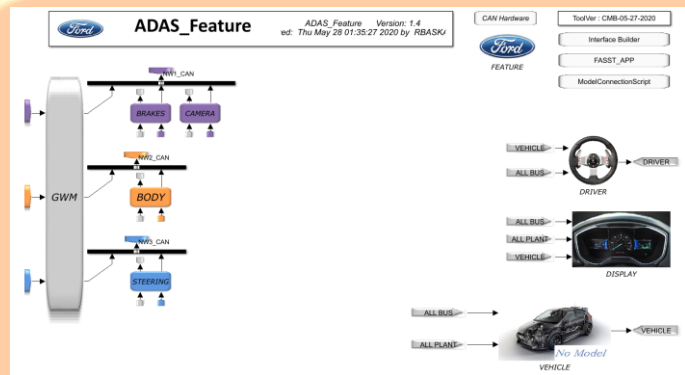 Ford
ADAS_Feature
ADAS_Feature Version: 1.4
ed: Thu May 28 01:35:27 2020 by RBASKA
CAN Hardware
ToolVer : CMB-05-27-2020
Interface Builder
Ford
FEATURE
FASST_APP
ModelConnectionScript
NW1_CAN
BRAKES
CAMERA
VEHICLE
ALL BUS
DRIVER
DRIVER
NW2_CAN
GWM
BODY
ALL BUS
ALL PLANT
VEHICLE
DISPLAY
NW3_CAN
STEERING
ALL BUS
ALL PLANT
VEHICLE
No Model
VEHICLE